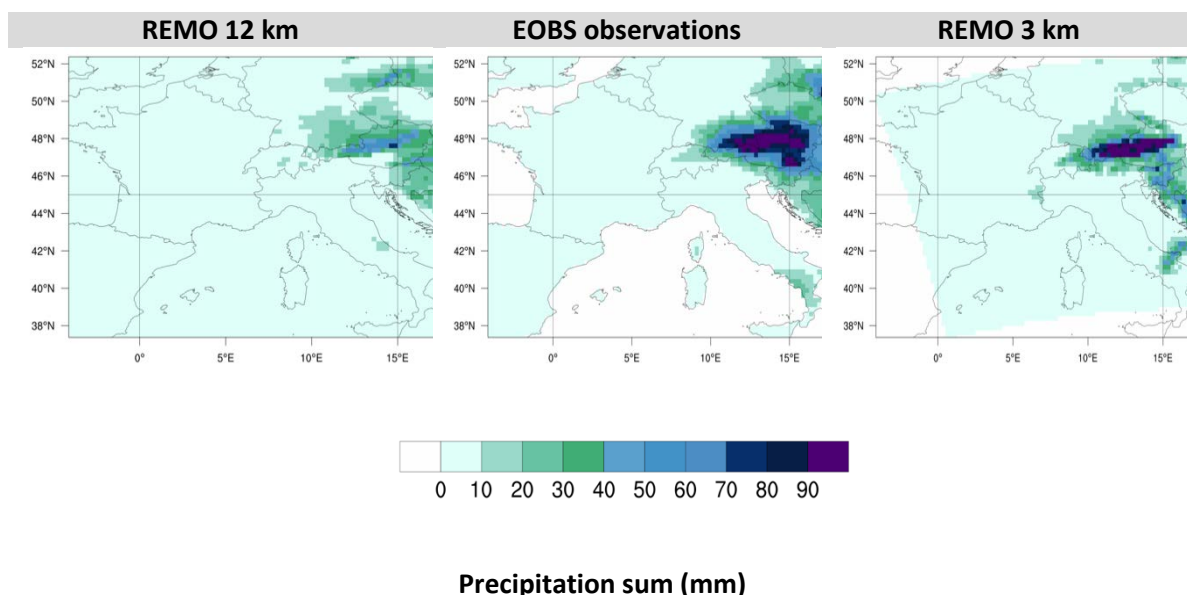 REMO 12 km EOBS observations REMO 3 km
52°N 52°N 52°N
50°N 50°N 50°N
48°N 48°N 48°N
46°N 46°N 46°N
44°N 44°N 44°N
42°N 42°N 42°N
40°N 40°N 40°N
38°N 38°N 38°N
0° 5°E 10°E 15°E 0° 5°E 10°E 15°E 0° 5°E 10°E 15°E
0 10 20 30 40 50 60 70 80 90
Precipitation sum (mm)